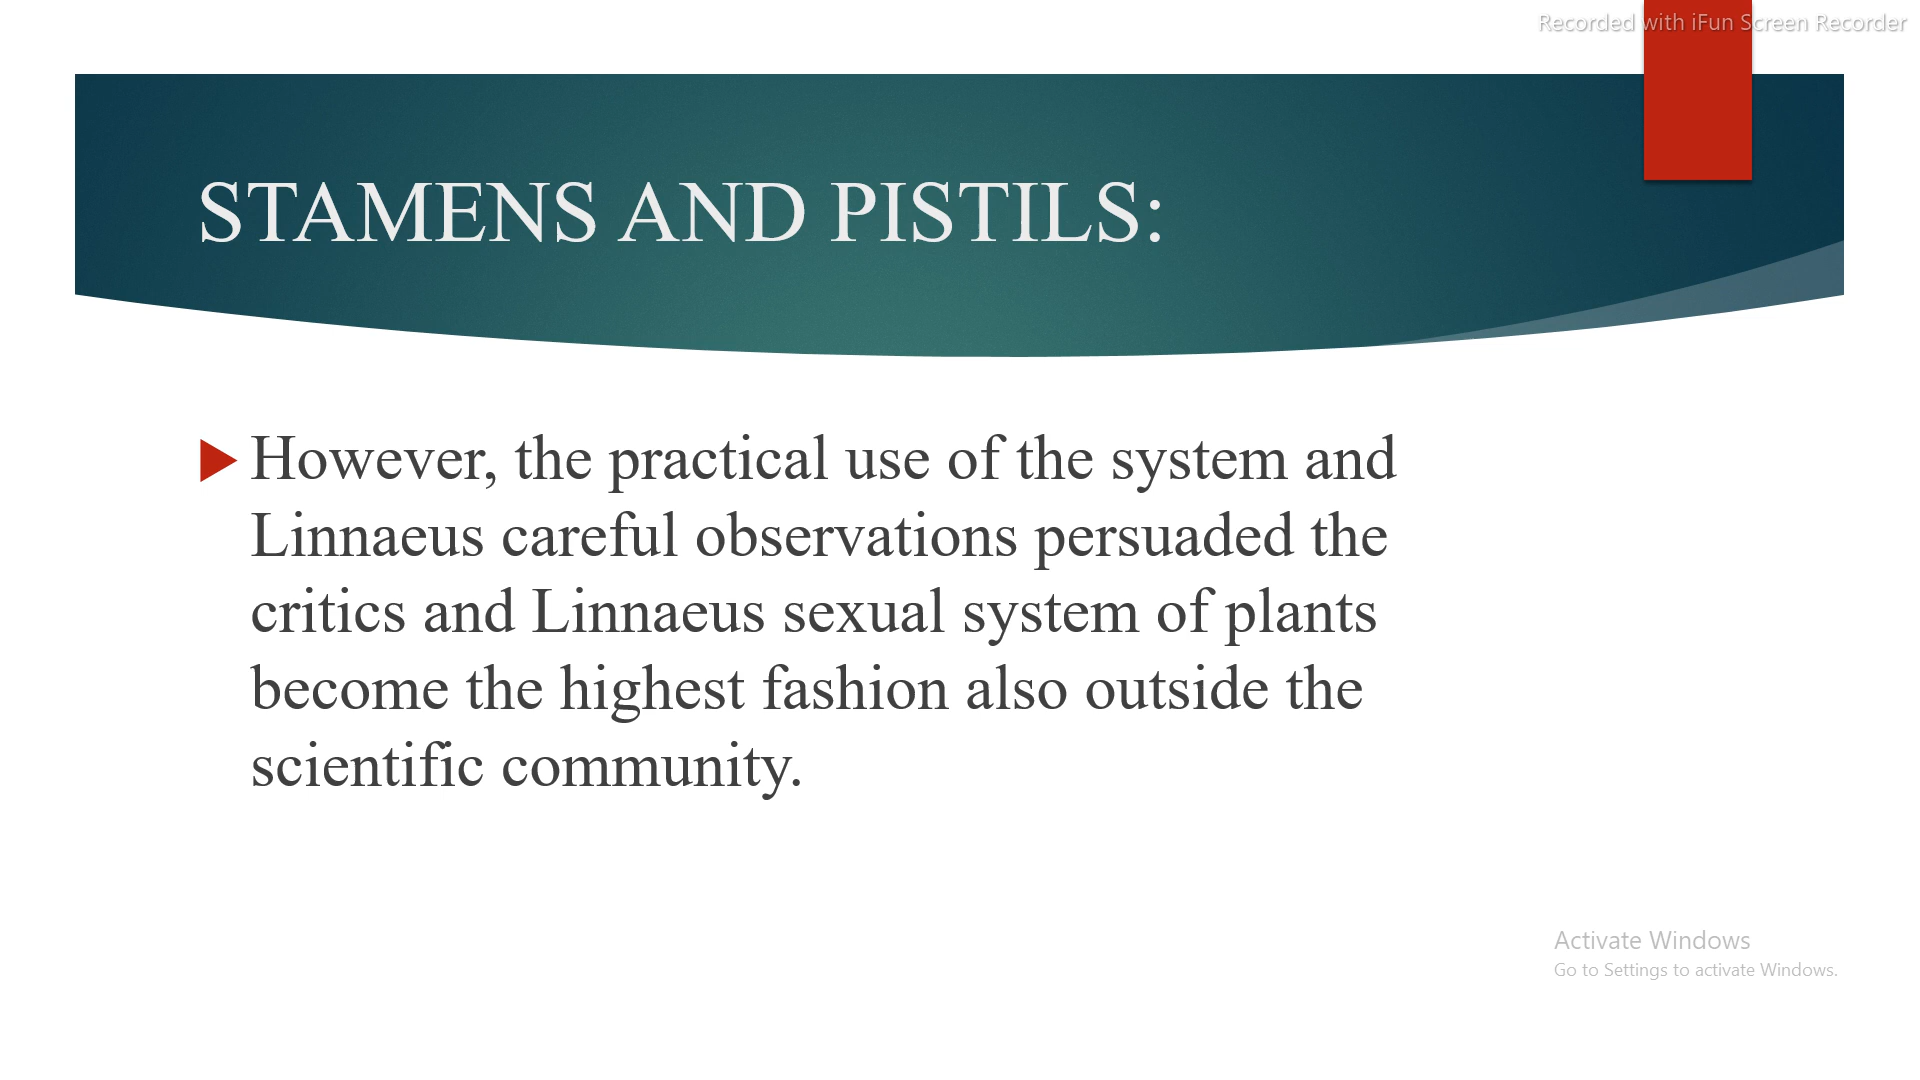 Recorded with iFun Screen Recorder
STAMENS AND PISTILS:
However, the practical use of the system and
Linnaeus careful observations persuaded the
critics and Linnaeus sexual system of plants
become the highest fashion also outside the
scientific community.
Activate Windows
Go to Settings to activate Windows.